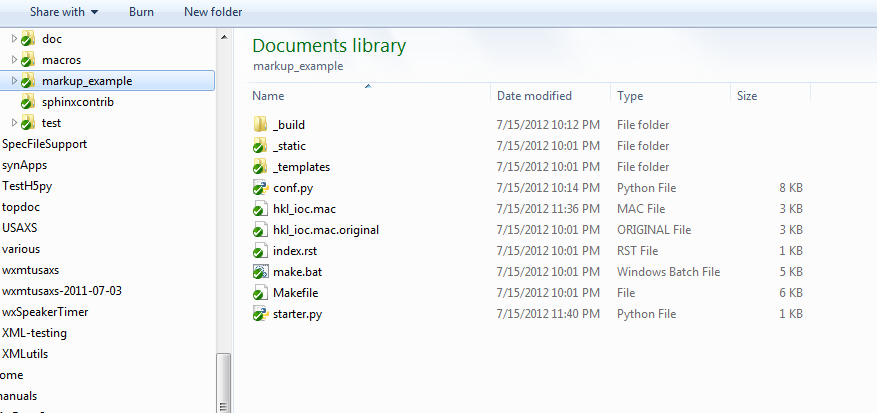 Share with Burn New folder
doc
macros
markup_example
sphinxcontrib
test
SpecFileSupport
synApps
TestH5py
topdoc
USAXS
various
wxmtusaxs
wxmtusaxs-2011-07-03
wxSpeakerTimer
XML-testing
XMLutils
ome
anuals
Documents library
markup_example
Name Date modified Type Size
_build 7/15/2012 10:12 PM File folder
_static 7/15/2012 10:01 PM File folder
_templates 7/15/2012 10:01 PM File folder
conf.py 7/15/2012 10:14 PM Python File 8 KB
hkl_ioc.mac 7/15/2012 11:36 PM MAC File 3 KB
hkl_ioc.mac.original 7/15/2012 10:01 PM ORIGINAL File 3 KB
index.rst 7/15/2012 10:01 PM RST File 1 KB
make.bat 7/15/2012 10:01 PM Windows Batch File 5 KB
Makefile 7/15/2012 10:01 PM File 6 KB
starter.py 7/15/2012 11:40 PM Python File 1 KB